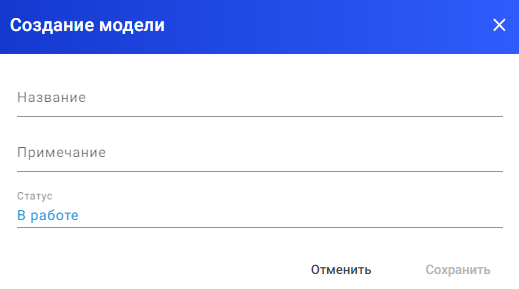 Создание модели
Название
Примечание
Статус
В работе
Отменить
Сохранить